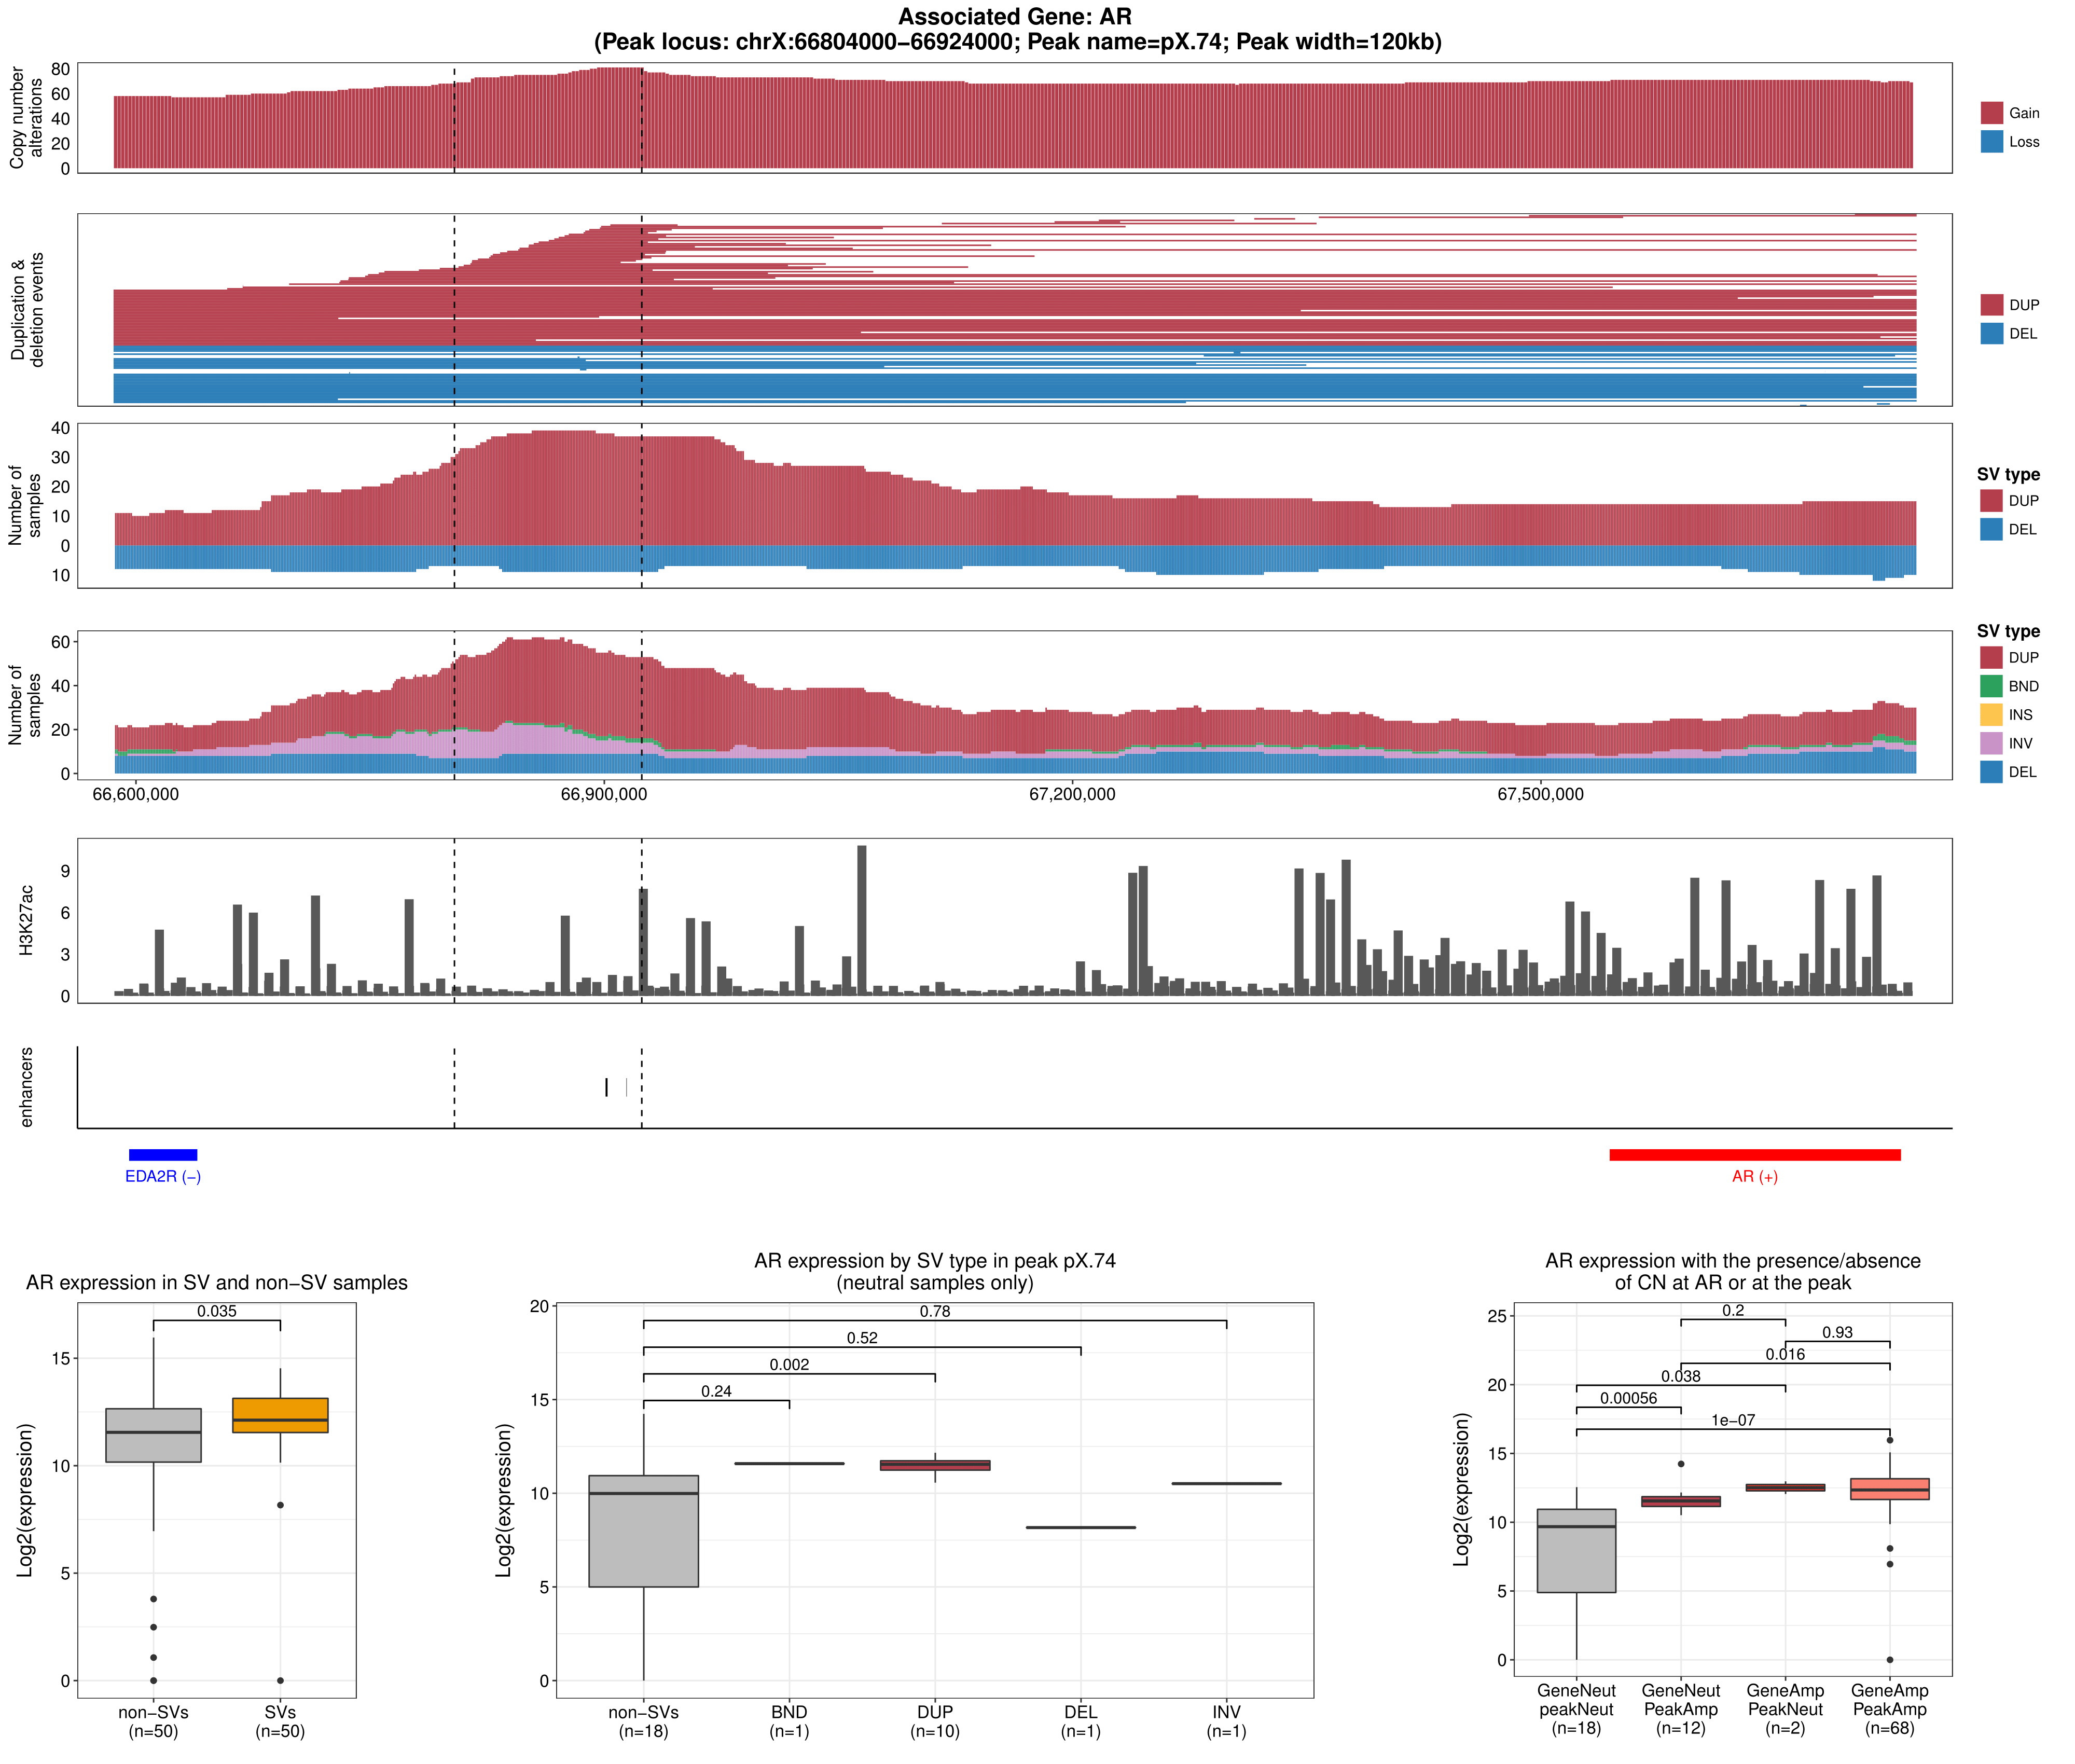 Associated Gene: AR
(Peak locus: chrX:66804000−66924000; Peak name=pX.74; Peak width=120kb)
Copy number
alterations
80
60
40
20
0
Gain
Loss
Duplication &
deletion events
DUP
DEL
Number of
samples
40
30
20
10
0
10
SV type
DUP
DEL
Number of
samples
60
40
20
0
66,600,000
66,900,000
67,200,000
67,500,000
SV type
DUP
BND
INS
INV
DEL
H3K27ac
9
6
3
0
enhancers
EDA2R (−)
AR (+)
AR expression in SV and non−SV samples
Log2(expression)
15
10
5
0
0.035
non−SVs
(n=50)
SVs
(n=50)
AR expression by SV type in peak pX.74
(neutral samples only)
Log2(expression)
20
15
10
5
0
0.78
0.52
0.002
0.24
non−SVs
(n=18)
BND
(n=1)
DUP
(n=10)
DEL
(n=1)
INV
(n=1)
AR expression with the presence/absence
of CN at AR or at the peak
Log2(expression)
25
20
15
10
5
0
0.2
0.93
0.016
0.038
0.00056
1e−07
GeneNeut
peakNeut
(n=18)
GeneNeut
PeakAmp
(n=12)
GeneAmp
PeakNeut
(n=2)
GeneAmp
PeakAmp
(n=68)